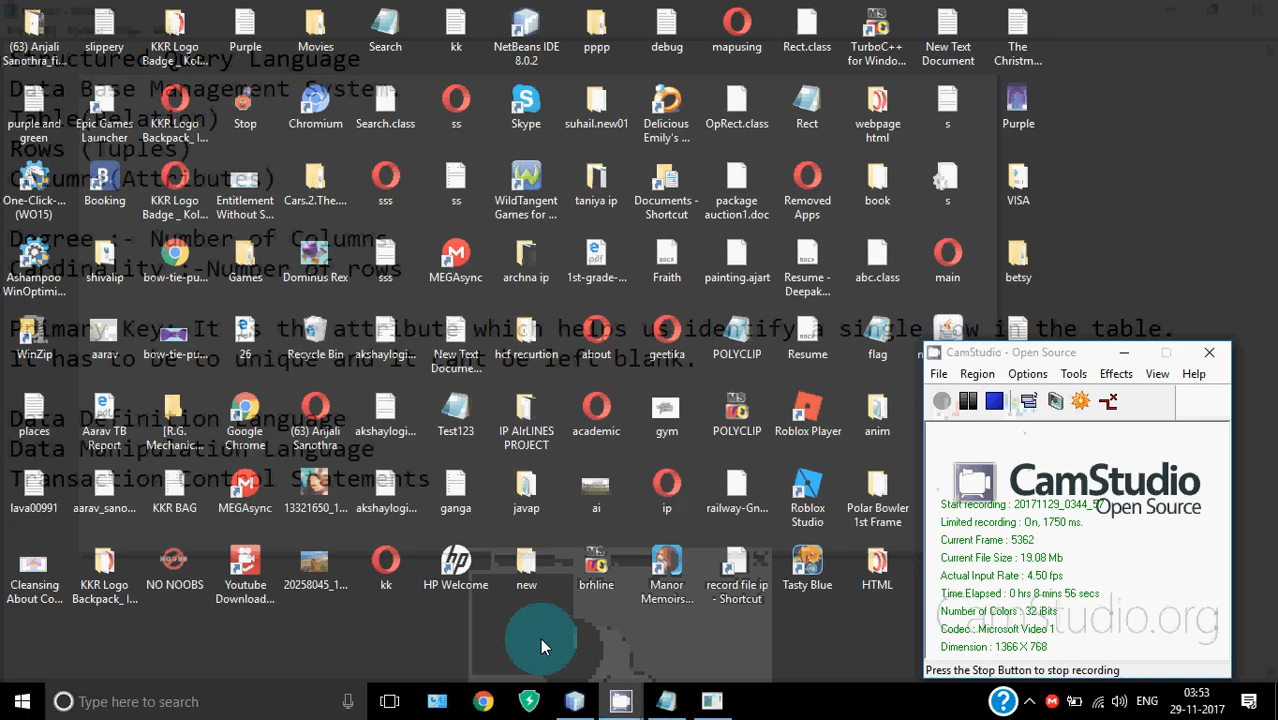 (63) Anjali Sanothra_fi...
slippery
KKR Logo Badge _ Kol...
Purple
Movies
Search
kk
NetBeans IDE 8.0.2
pppp
debug
mapusing
Rect.class
TurboC++ for Windo...
New Text Document
The Christm...
Structured Query Language
Data Base Management System.
Table(Relation)
Rows (Tuples)
Columns(Attributes)
purple and green
Epic Games Launcher
KKR Logo Backpack_ l...
Stop
Chromium
Search.class
ss
Skype
suhail.new01
Delicious Emily's ...
OpRect.class
Rect
webpage html
s
Purple
One-Click-... (WO15)
Booking
KKR Logo Badge _ Kol...
Entitlement Without S...
Cars.2.The....
sss
ss
WildTangent Games for ...
taniya ip
Documents - Shortcut
package auction1.doc
Removed Apps
book
s
VISA
Degree :- Number of Columns
Cardinality :-Number of rows
Ashampoo WinOptimi...
shivalip
bow-tie-pu...
Games
Dominus Rex
sss
MEGAsync
archna ip
1st-grade-...
Fraith
painting.ajart
Resume - Deepak...
abc.class
main
betsy
Primary Key: It is the attribute which helps us identify a single row in the table.
it has to be to unique and it cant be left blank.
WinZip
aarav
bow-tie-pu...
26
Recycle Bin
akshaylogi...
New Text Docume...
hcf recurtion
about
geetika
POLYCLIP
Resume
flag
Data Definition Language
Data Manipulation Language
Transaction Control Statements
places
Aarav TB Report
[R.G. Mechanic...
Google Chrome
(63) Anjali Sanothra
akshaylogi...
Test123
IP AirLINES PROJECT
academic
gym
POLYCLIP
Roblox Player
anim
lava00991
aarav_sano...
KKR BAG
MEGAsync
13321650_1...
akshaylogi...
ganga
javap
ai
ip
railway-Gn...
Roblox Studio
Polar Bowler 1st Frame
Cleansing About Co...
KKR Logo Backpack_ l...
NO NOOBS
Youtube Download...
20258045_1...
kk
HP Welcome
new
brhline
Manor Memoirs...
record file ip - Shortcut
Tasty Blue
HTML
CamStudio - Open Source
File Region Options Tools Effects View Help
CamStudio
Open Source
Start recording : 20171129_0344_57
Limited recording : On, 1750 ms.
Current Frame : 5362
Current File Size : 19.08 Mb
Actual Input Rate : 4.50 fps
Time Elapsed : 0 hrs 8 mins 56 secs
Number of Colors : 32 Bits
Codec : Microsoft Video 1
Dimension : 1366 X 768
CamStudio.org
Press the Stop Button to stop recording
Type here to search
ENG
03:53
29-11-2017